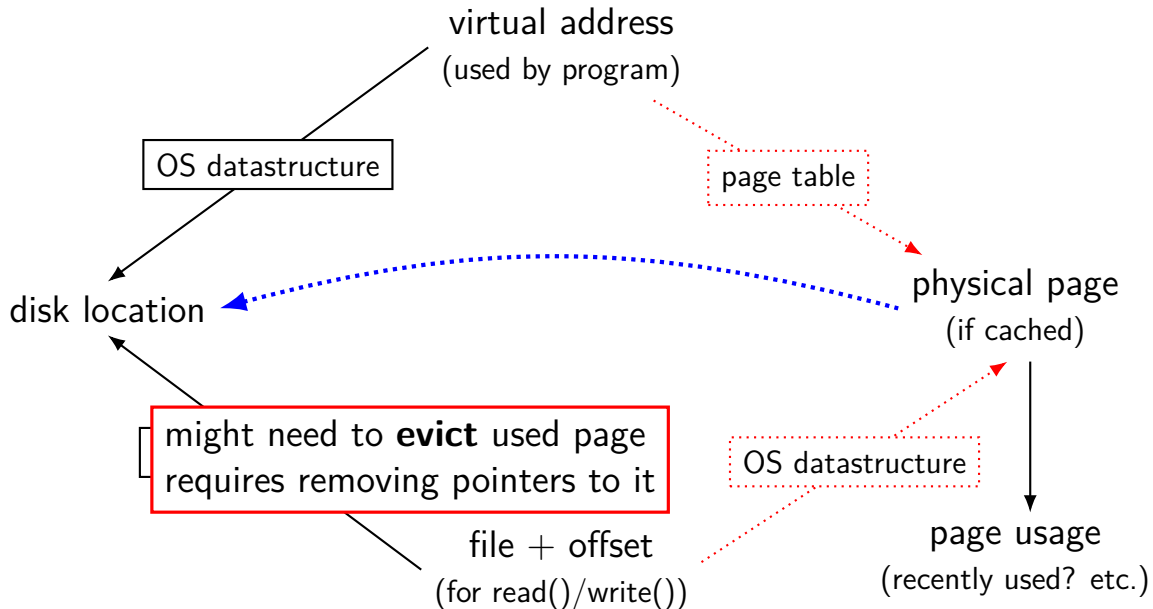 virtual address
(used by program)
OS datastructure
page table
physical page
(if cached)
disk location
might need to evict used page
requires removing pointers to it
OS datastructure
file + offset
(for read()/write())
page usage
(recently used? etc.)